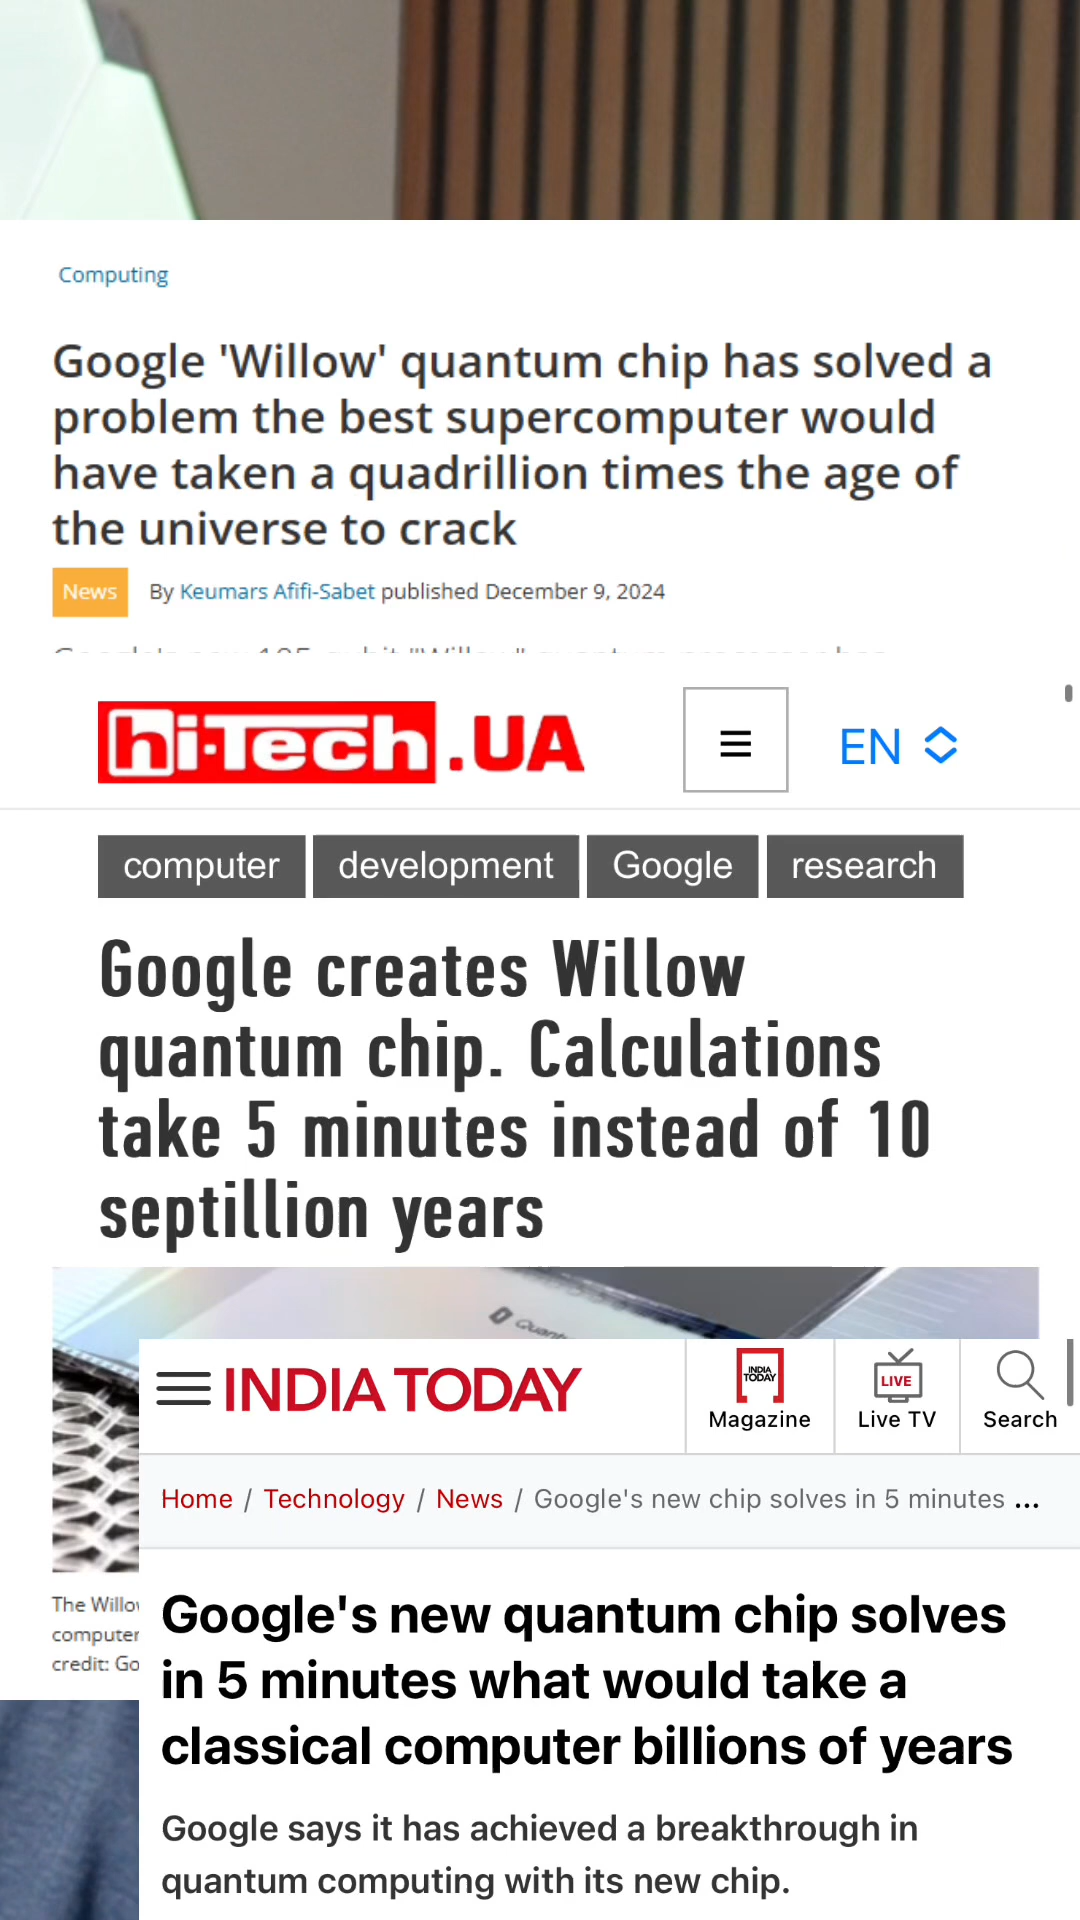 Computing
Google 'Willow' quantum chip has solved a
problem the best supercomputer would
have taken a quadrillion times the age of
the universe to crack
News By Keumars Afifi-Sabet published December 9, 2024
hi-Tech.UA
EN
computer development Google research
Google creates Willow
quantum chip. Calculations
take 5 minutes instead of 10
septillion years
INDIA TODAY
INDIA
TODAY
Magazine
LIVE
Live TV
Search
Home / Technology / News / Google's new chip solves in 5 minutes ...
The
credit:
Google's new quantum chip solves
in 5 minutes what would take a
classical computer billions of years
Google says it has achieved a breakthrough in
quantum computing with its new chip.